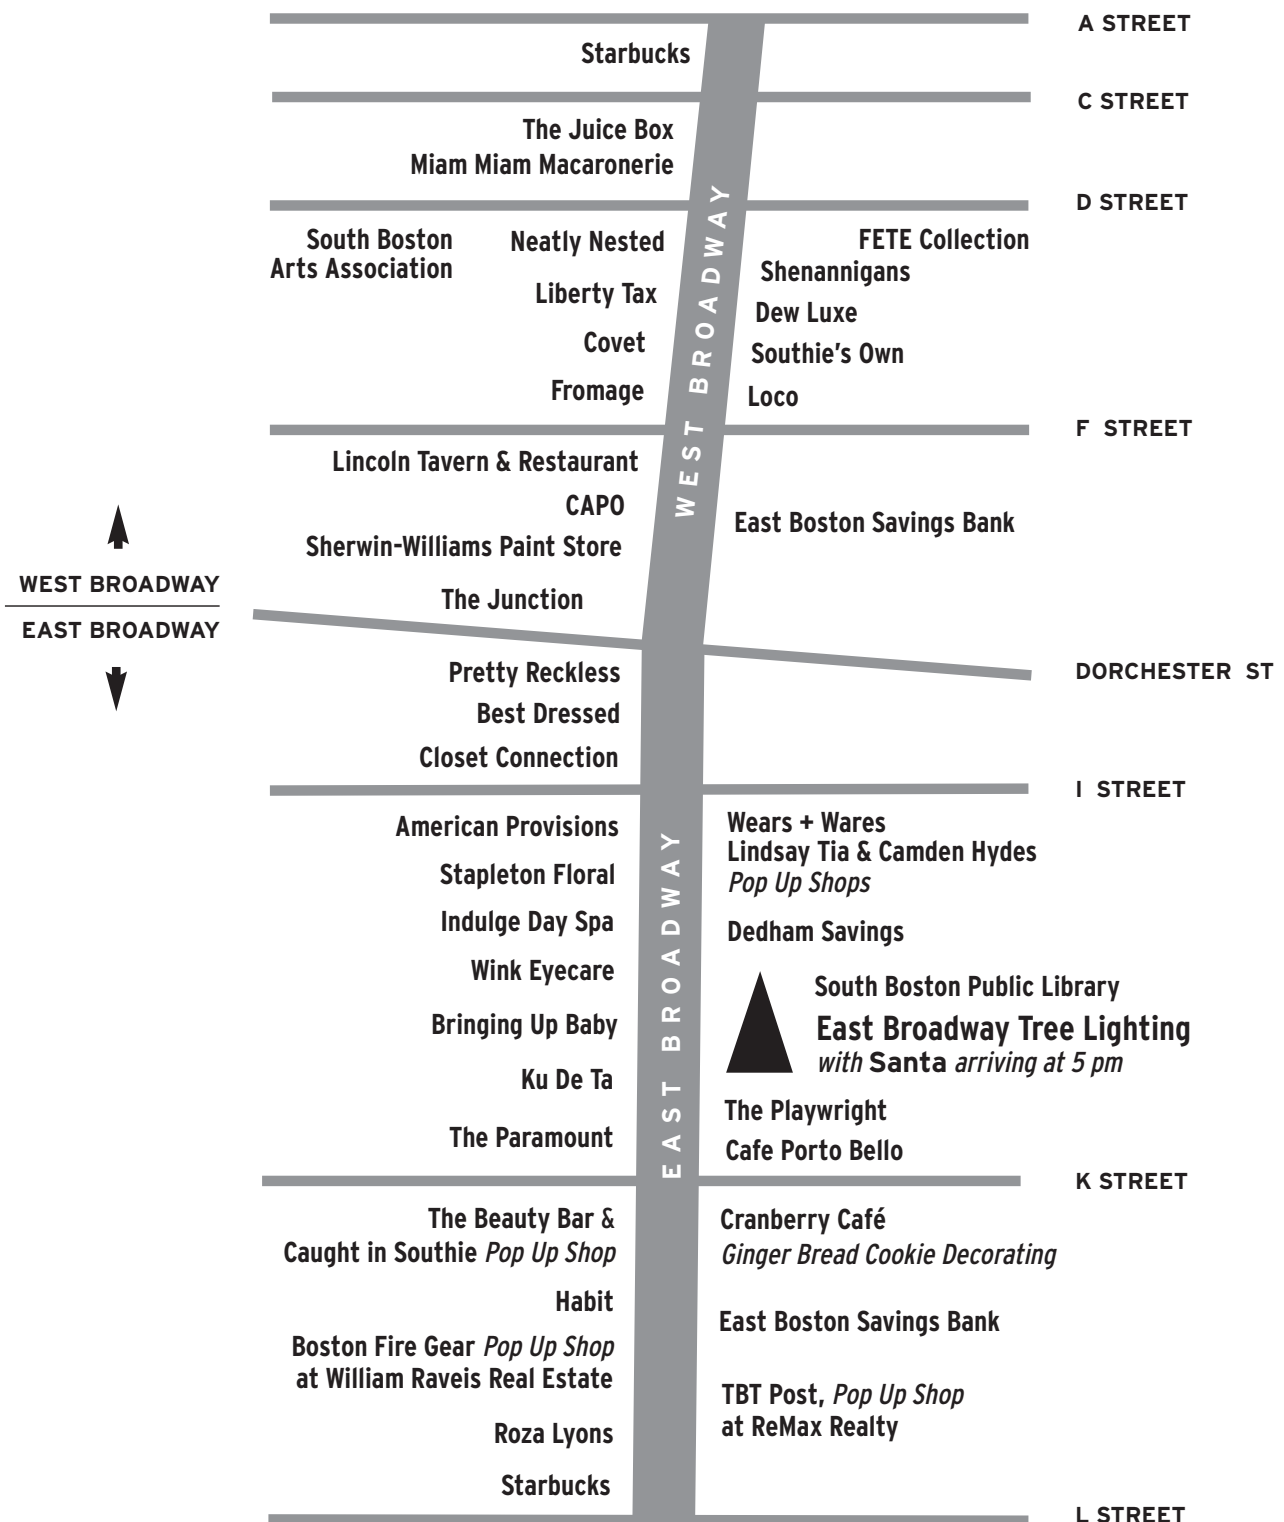 A STREET
Starbucks
C STREET
The Juice Box
Miam Miam Macaronerie
D STREET
South Boston
Arts Association
Neatly Nested
Liberty Tax
Covet
Fromage
FETE Collection
Shenannigans
Dew Luxe
Southie's Own
Loco
WEST BROADWAY
F STREET
Lincoln Tavern & Restaurant
CAPO
Sherwin-Williams Paint Store
The Junction
East Boston Savings Bank
WEST BROADWAY
EAST BROADWAY
DORCHESTER ST
Pretty Reckless
Best Dressed
Closet Connection
I STREET
American Provisions
Stapleton Floral
Indulge Day Spa
Wink Eyecare
Bringing Up Baby
Ku De Ta
The Paramount
EAST BROADWAY
Wears + Wares
Lindsay Tia & Camden Hydes
Pop Up Shops
Dedham Savings
South Boston Public Library
East Broadway Tree Lighting
with Santa arriving at 5 pm
The Playwright
Cafe Porto Bello
K STREET
The Beauty Bar &
Caught in Southie Pop Up Shop
Habit
Boston Fire Gear Pop Up Shop
at William Raveis Real Estate
Roza Lyons
Starbucks
Cranberry Café
Ginger Bread Cookie Decorating
East Boston Savings Bank
TBT Post, Pop Up Shop
at ReMax Realty
L STREET